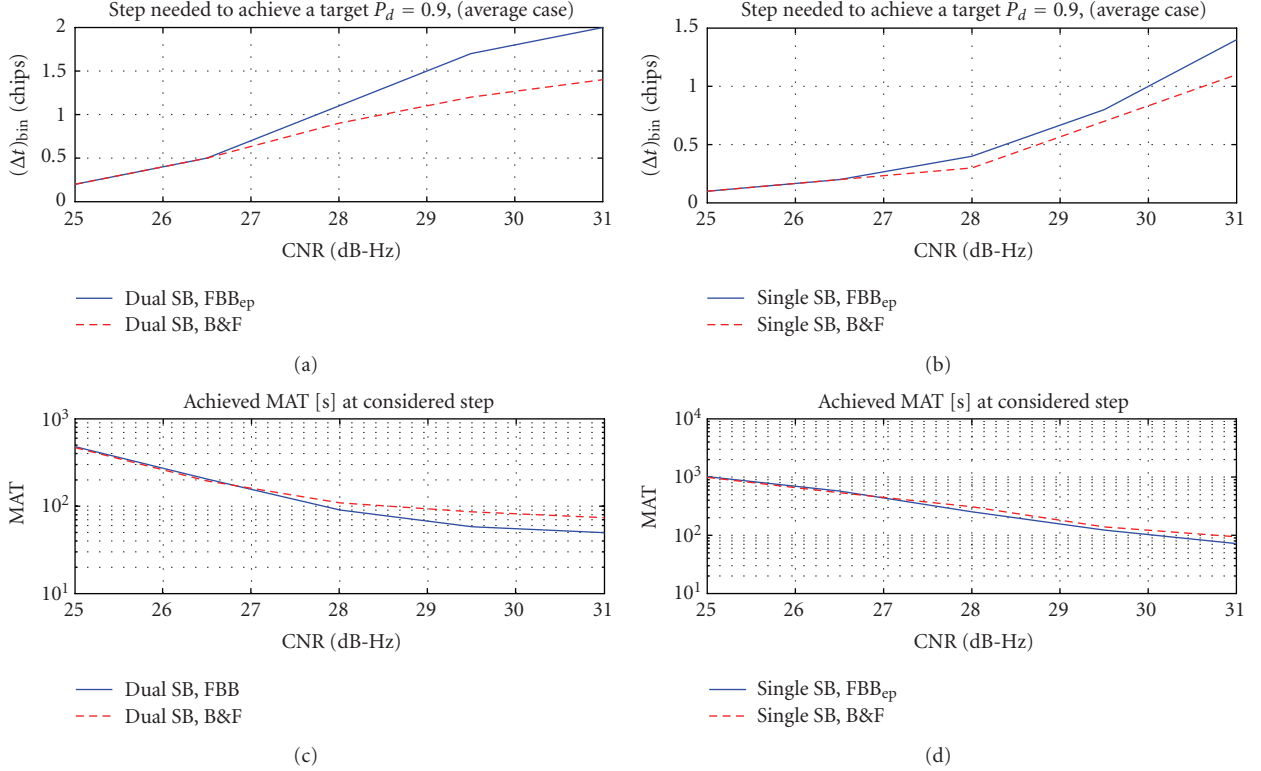 Step needed to achieve a target P_d = 0.9, (average case)
2
1.5
1
0.5
0
(Δt)_bin (chips)
25 26 27 28 29 30 31
CNR (dB-Hz)
Dual SB, FBB_ep
Dual SB, B&F
(a)
Step needed to achieve a target P_d = 0.9, (average case)
1.5
1
0.5
0
(Δt)_bin (chips)
25 26 27 28 29 30 31
CNR (dB-Hz)
Single SB, FBB_ep
Single SB, B&F
(b)
Achieved MAT [s] at considered step
10^3
10^2
10^1
MAT
25 26 27 28 29 30 31
CNR (dB-Hz)
Dual SB, FBB
Dual SB, B&F
(c)
Achieved MAT [s] at considered step
10^4
10^3
10^2
10^1
MAT
25 26 27 28 29 30 31
CNR (dB-Hz)
Single SB, FBB_ep
Single SB, B&F
(d)